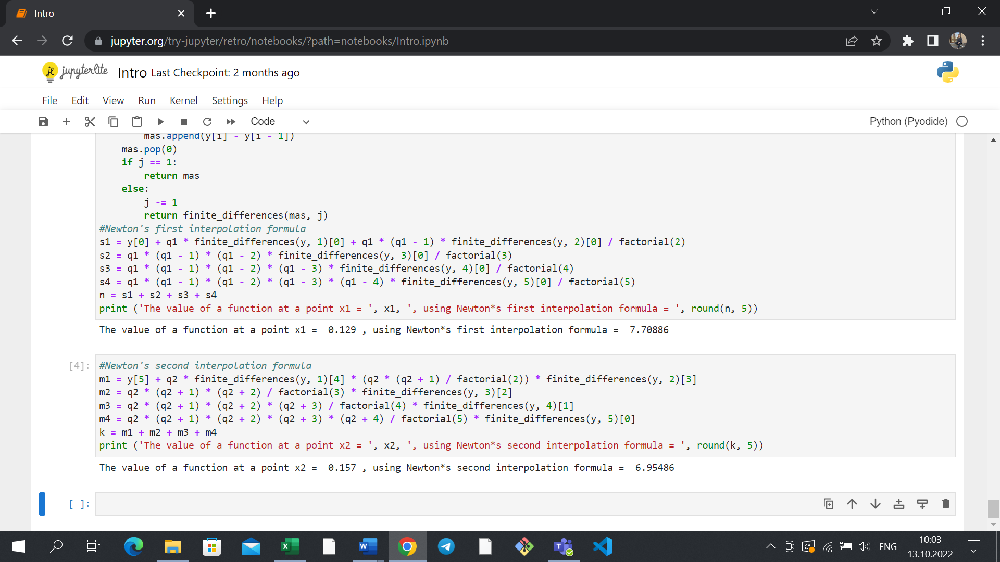 Intro
jupyter.org/try-jupyter/retro/notebooks/?path=notebooks/Intro.ipynb
jupyterlite Intro Last Checkpoint: 2 months ago
File Edit View Run Kernel Settings Help
Code Python (Pyodide)
mas.append(y[i] - y[i - 1])
mas.pop(0)
if j == 1:
return mas
else:
j -= 1
return finite_differences(mas, j)
#Newton's first interpolation formula
s1 = y[0] + q1 * finite_differences(y, 1)[0] + q1 * (q1 - 1) * finite_differences(y, 2)[0] / factorial(2)
s2 = q1 * (q1 - 1) * (q1 - 2) * finite_differences(y, 3)[0] / factorial(3)
s3 = q1 * (q1 - 1) * (q1 - 2) * (q1 - 3) * finite_differences(y, 4)[0] / factorial(4)
s4 = q1 * (q1 - 1) * (q1 - 2) * (q1 - 3) * (q1 - 4) * finite_differences(y, 5)[0] / factorial(5)
n = s1 + s2 + s3 + s4
print ('The value of a function at a point x1 = ', x1, ', using Newton*s first interpolation formula = ', round(n, 5))
The value of a function at a point x1 =  0.129 , using Newton*s first interpolation formula =  7.70886
[4]: #Newton's second interpolation formula
m1 = y[5] + q2 * finite_differences(y, 1)[4] * (q2 * (q2 + 1) / factorial(2)) * finite_differences(y, 2)[3]
m2 = q2 * (q2 + 1) * (q2 + 2) / factorial(3) * finite_differences(y, 3)[2]
m3 = q2 * (q2 + 1) * (q2 + 2) * (q2 + 3) / factorial(4) * finite_differences(y, 4)[1]
m4 = q2 * (q2 + 1) * (q2 + 2) * (q2 + 3) * (q2 + 4) / factorial(5) * finite_differences(y, 5)[0]
k = m1 + m2 + m3 + m4
print ('The value of a function at a point x2 = ', x2, ', using Newton*s second interpolation formula = ', round(k, 5))
The value of a function at a point x2 =  0.157 , using Newton*s second interpolation formula =  6.95486
[ ]:
ENG
10:03
13.10.2022